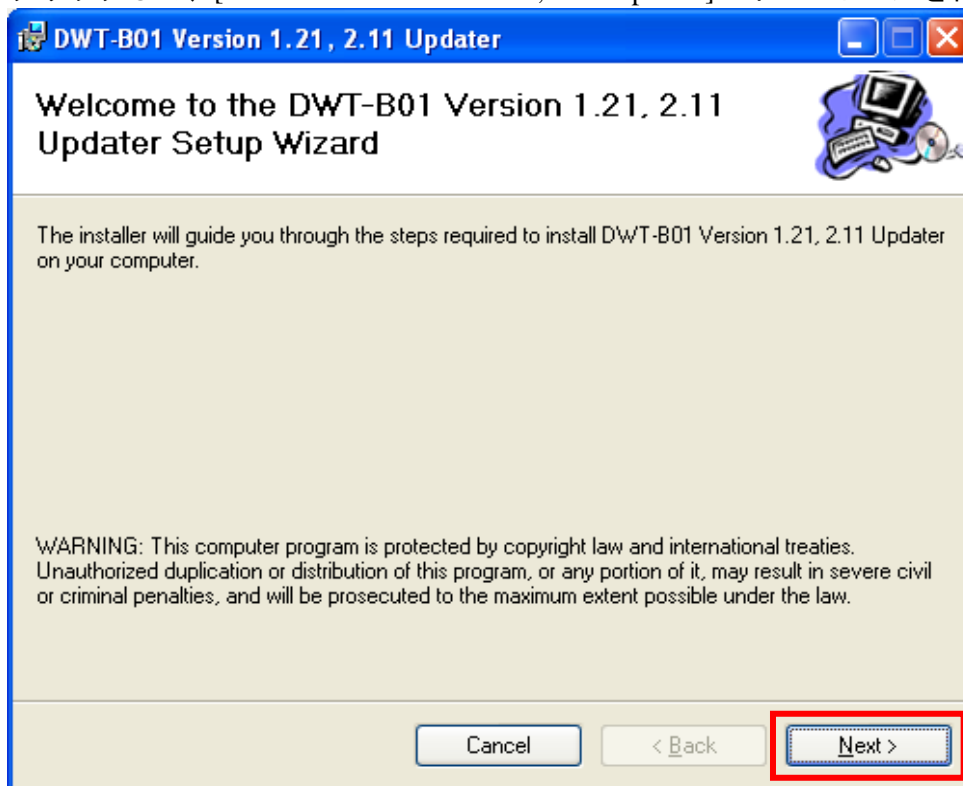 DWT-B01 Version 1.21, 2.11 Updater
Welcome to the DWT-B01 Version 1.21, 2.11
Updater Setup Wizard
The installer will guide you through the steps required to install DWT-B01 Version 1.21, 2.11 Updater
on your computer.
WARNING: This computer program is protected by copyright law and international treaties.
Unauthorized duplication or distribution of this program, or any portion of it, may result in severe civil
or criminal penalties, and will be prosecuted to the maximum extent possible under the law.
Cancel
< Back
Next >